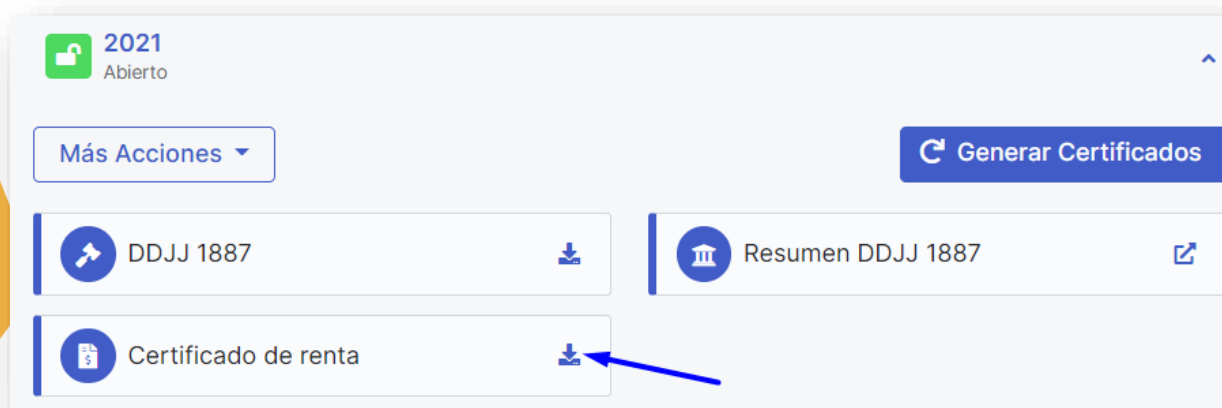 2021
Abierto
Más Acciones
Generar Certificados
DDJJ 1887
Resumen DDJJ 1887
Certificado de renta